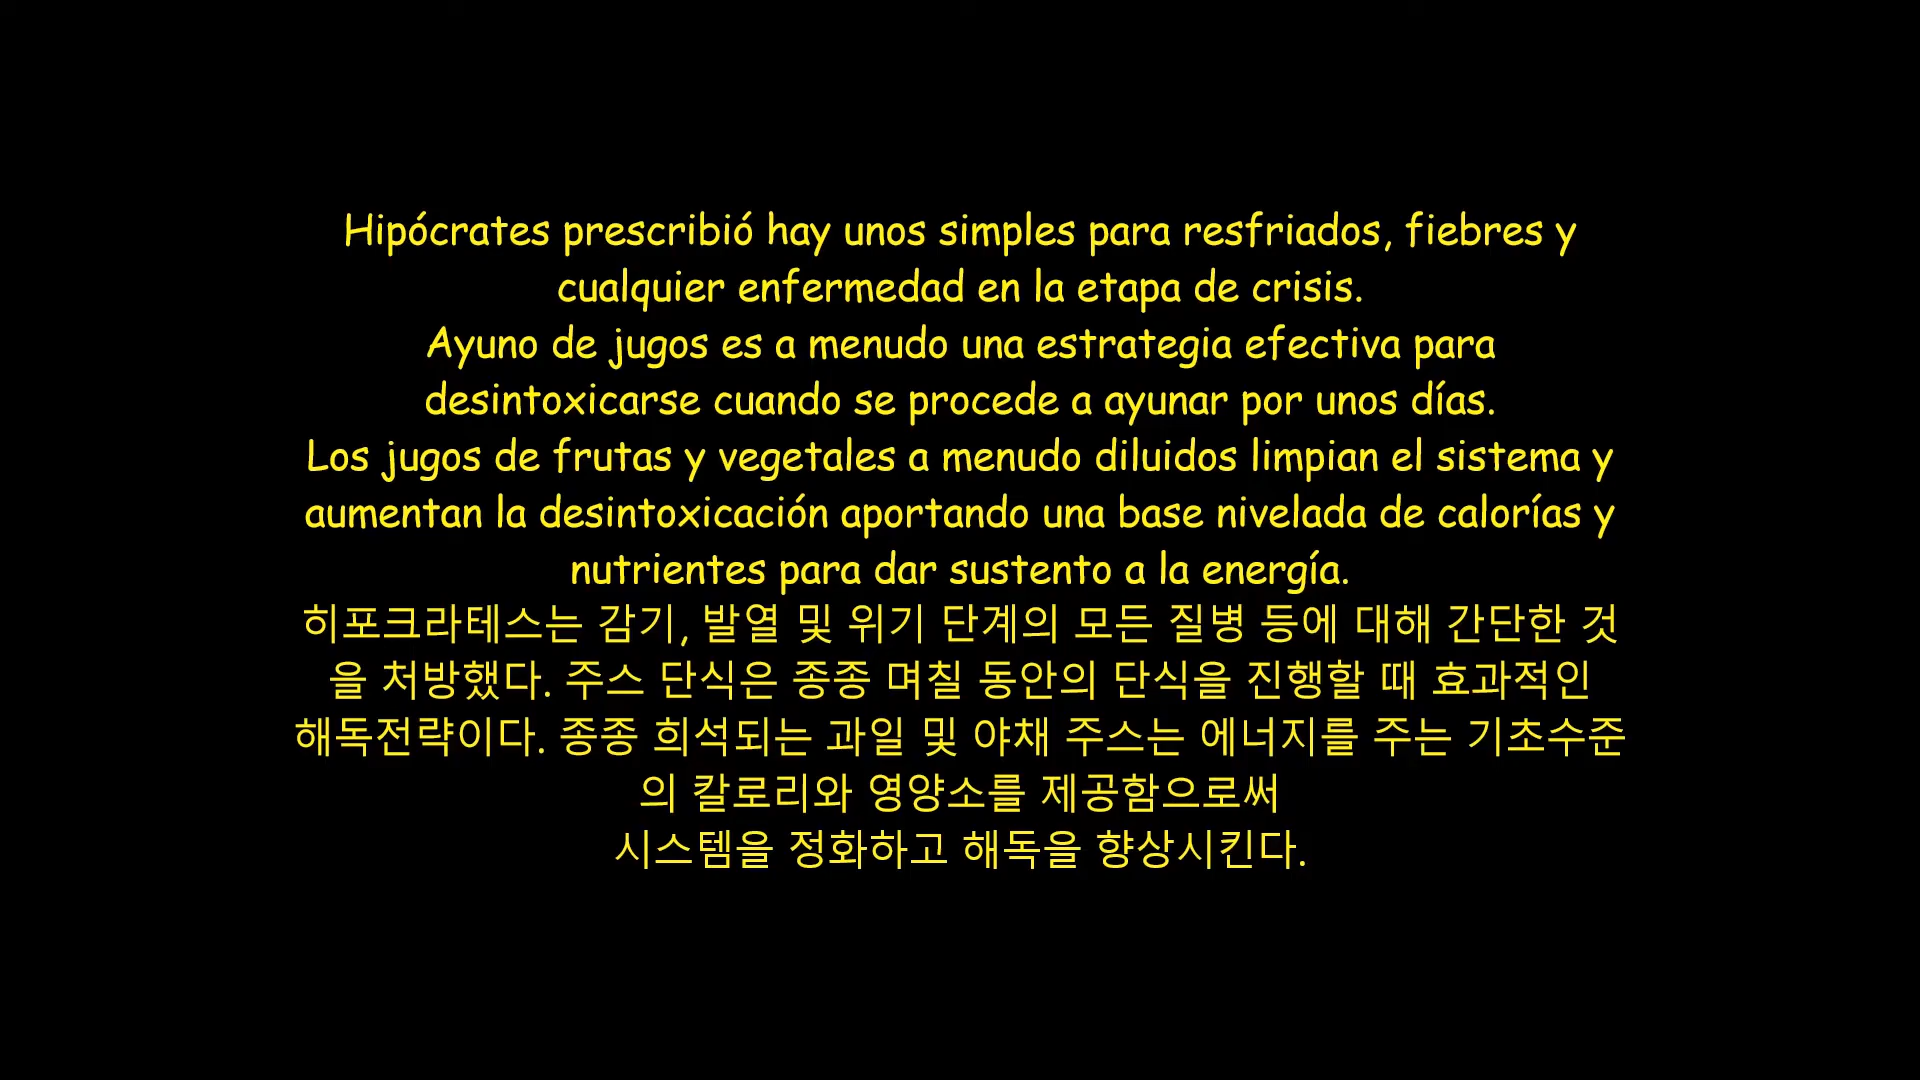 Hipócrates prescribió hay unos simples para resfriados, fiebres y
cualquier enfermedad en la etapa de crisis.
Ayuno de jugos es a menudo una estrategia efectiva para
desintoxicarse cuando se procede a ayunar por unos días.
Los jugos de frutas y vegetales a menudo diluidos limpian el sistema y
aumentan la desintoxicación aportando una base nivelada de calorías y
nutrientes para dar sustento a la energía.
히포크라테스는 감기, 발열 및 위기 단계의 모든 질병 등에 대해 간단한 것
을 처방했다. 주스 단식은 종종 며칠 동안의 단식을 진행할 때 효과적인
해독전략이다. 종종 희석되는 과일 및 야채 주스는 에너지를 주는 기초수준
의 칼로리와 영양소를 제공함으로써
시스템을 정화하고 해독을 향상시킨다.